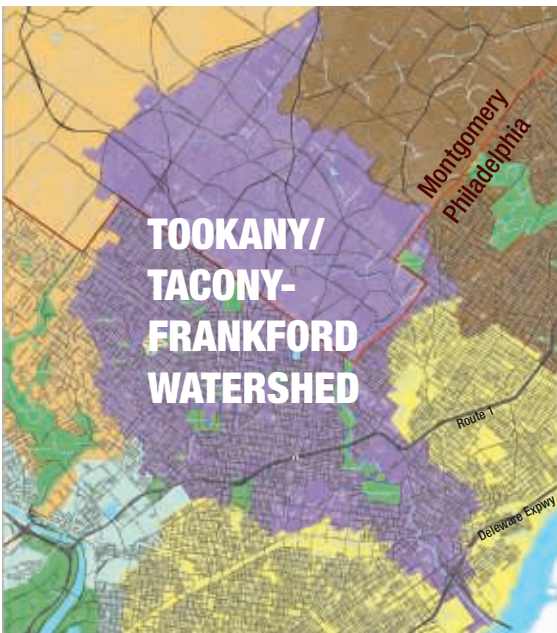 Montgomery
Philadelphia
TOOKANY/
TACONY-
FRANKFORD
WATERSHED
Route 1
Deleware Expwy